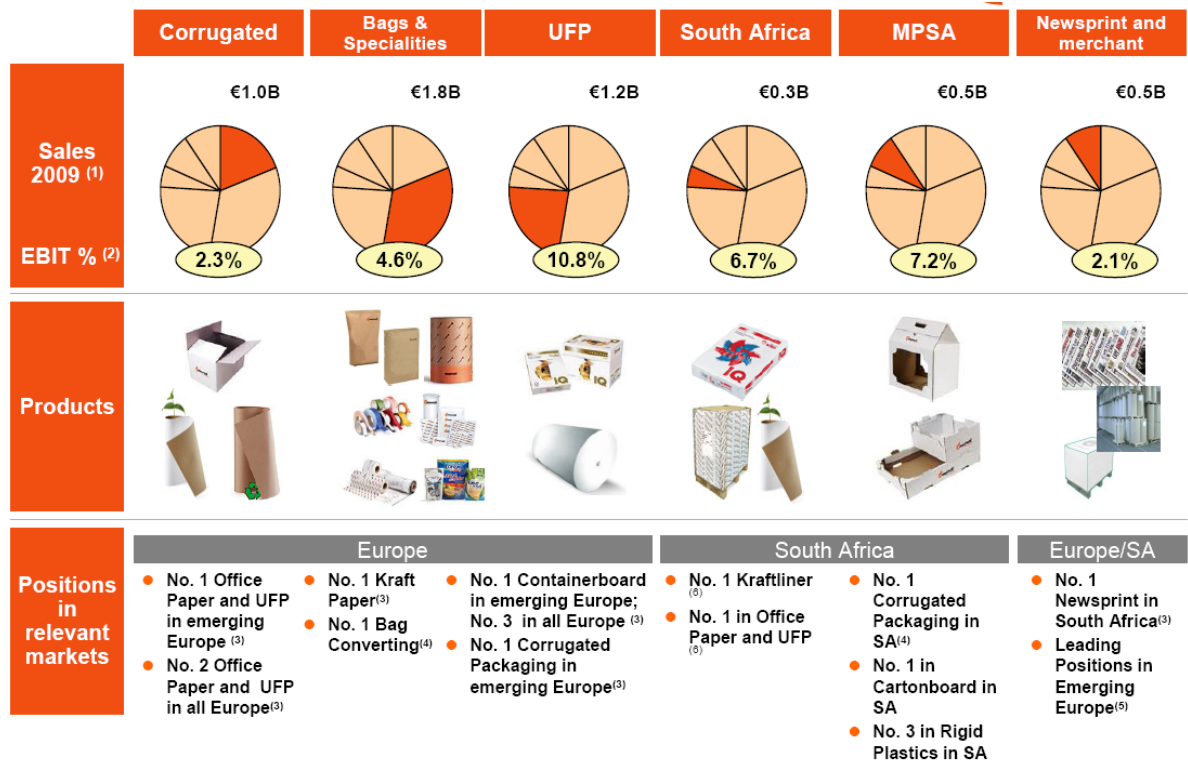 Corrugated
Bags &
Specialities
UFP
South Africa
MPSA
Newsprint and
merchant
Sales
2009 (1)
€1.0B
€1.8B
€1.2B
€0.3B
€0.5B
€0.5B
EBIT % (2)
2.3%
4.6%
10.8%
6.7%
7.2%
2.1%
Products
IQ
IQ
IQ
Positions
in
relevant
markets
Europe
No. 1 Office
Paper and UFP
in emerging
Europe (3)
No. 2 Office
Paper and UFP
in all Europe(3)
No. 1 Kraft
Paper(3)
No. 1 Bag
Converting(4)
No. 1 Containerboard
in emerging Europe;
No. 3 in all Europe (3)
No. 1 Corrugated
Packaging in
emerging Europe(3)
South Africa
No. 1 Kraftliner
(6)
No. 1 in Office
Paper and UFP
(6)
No. 1
Corrugated
Packaging in
SA(4)
No. 1 in
Cartonboard in
SA
No. 3 in Rigid
Plastics in SA
Europe/SA
No. 1
Newsprint in
South Africa(3)
Leading
Positions in
Emerging
Europe(5)